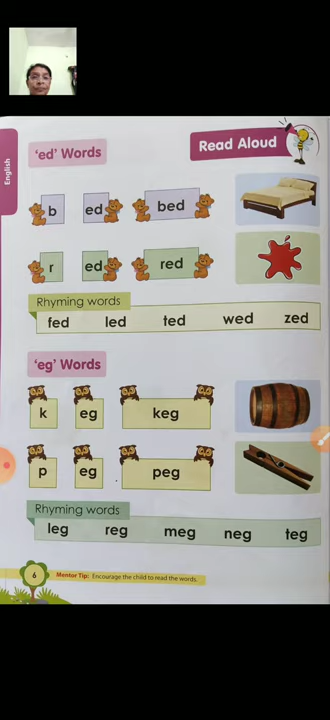 English
'ed' Words
Read Aloud
b ed bed
r ed red
Rhyming words
fed led ted wed zed
'eg' Words
k eg keg
p eg peg
Rhyming words
leg reg meg neg teg
6 Mentor Tip: Encourage the child to read the words.